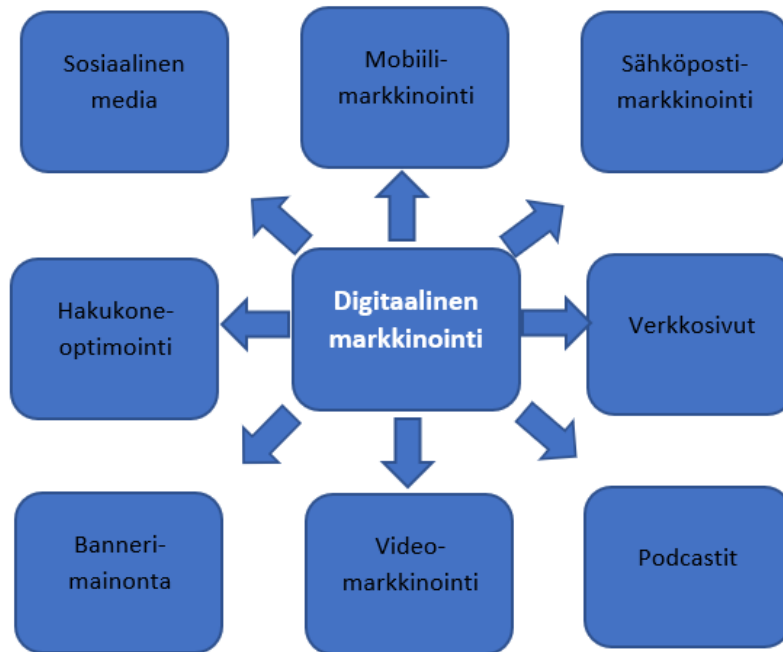 Sosiaalinen
media
Mobiili-
markkinointi
Sähköposti-
markkinointi
Hakukone-
optimointi
Digitaalinen
markkinointi
Verkkosivut
Banneri-
mainonta
Video-
markkinointi
Podcastit